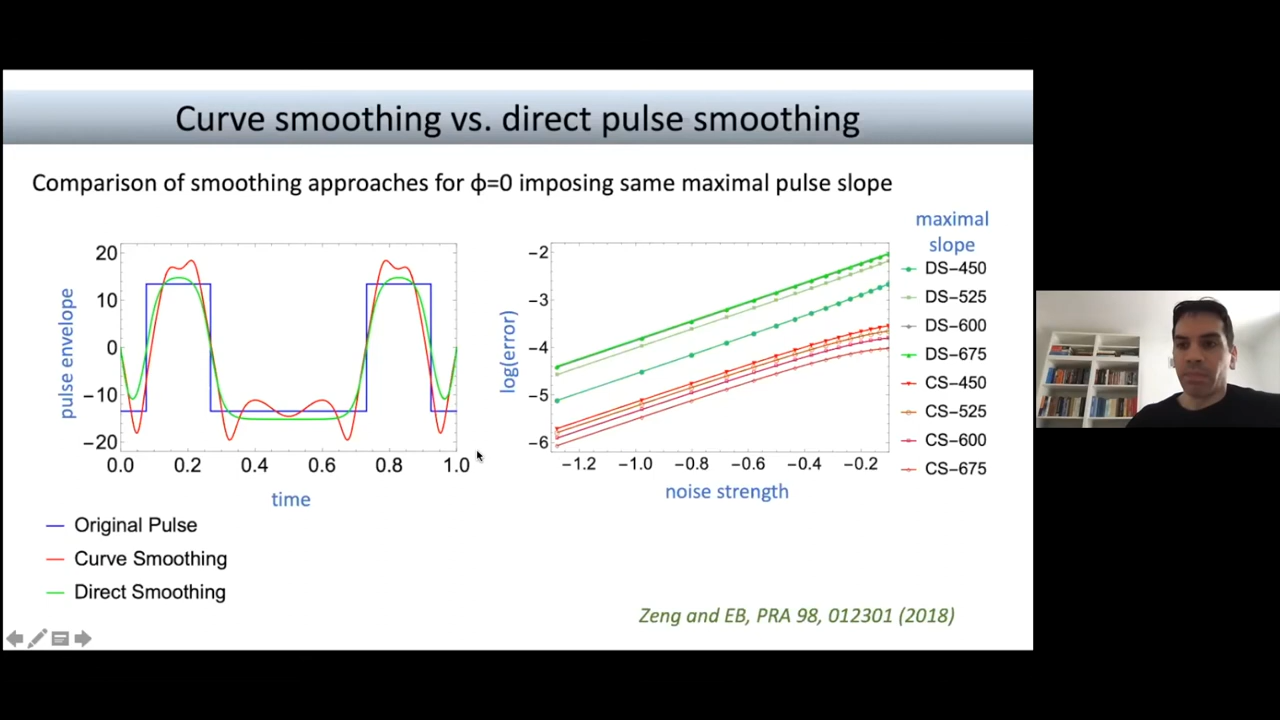 Curve smoothing vs. direct pulse smoothing
Comparison of smoothing approaches for ϕ=0 imposing same maximal pulse slope
pulse envelope
20
10
0
−10
−20
0.0 0.2 0.4 0.6 0.8 1.0
time
Original Pulse
Curve Smoothing
Direct Smoothing
log(error)
−2
−3
−4
−5
−6
−1.2 −1.0 −0.8 −0.6 −0.4 −0.2
noise strength
maximal
slope
DS−450
DS−525
DS−600
DS−675
CS−450
CS−525
CS−600
CS−675
Zeng and EB, PRA 98, 012301 (2018)